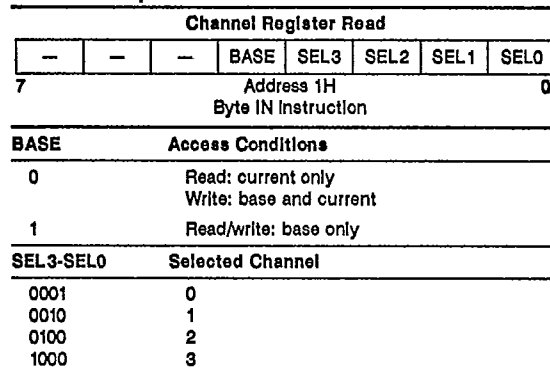 Channel Register Read
— — — BASE SEL3 SEL2 SEL1 SEL0
7 Address 1H 0
Byte IN Instruction
BASE Access Conditions
0 Read: current only
Write: base and current
1 Read/write: base only
SEL3-SEL0 Selected Channel
0001 0
0010 1
0100 2
1000 3